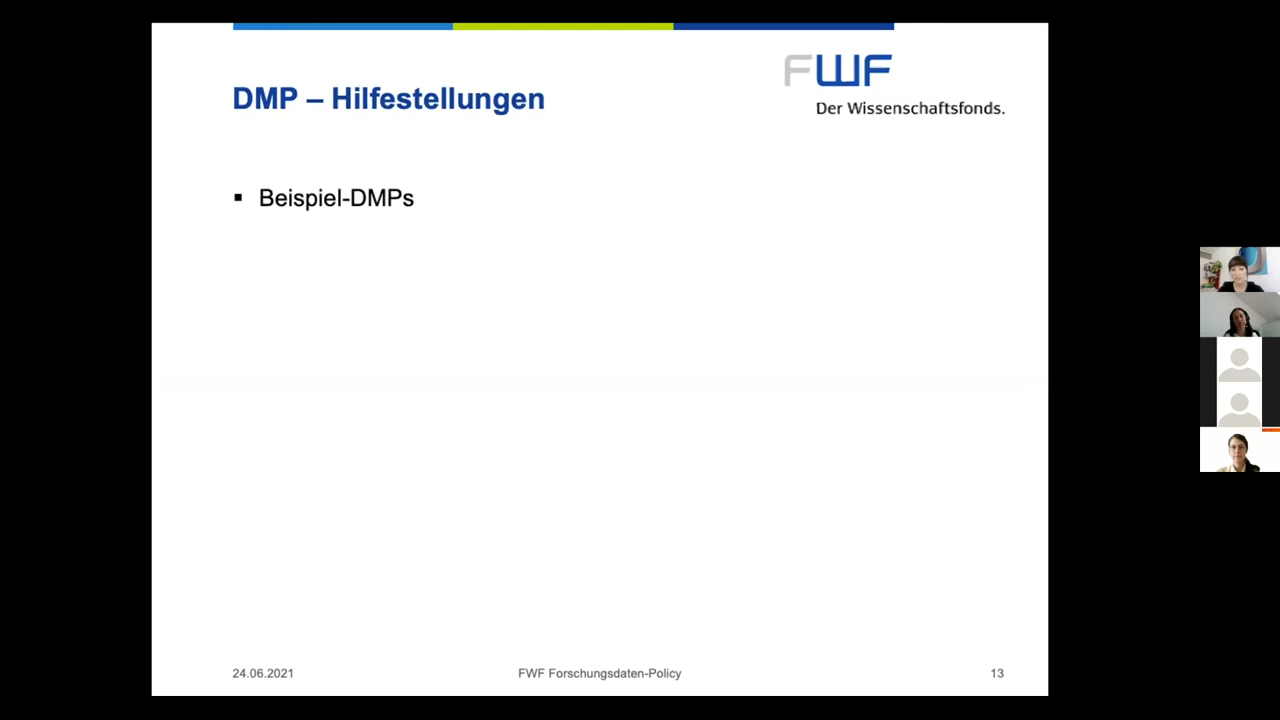 FWF
DMP – Hilfestellungen
Der Wissenschaftsfonds.
▪ Beispiel-DMPs
24.06.2021
FWF Forschungsdaten-Policy
13